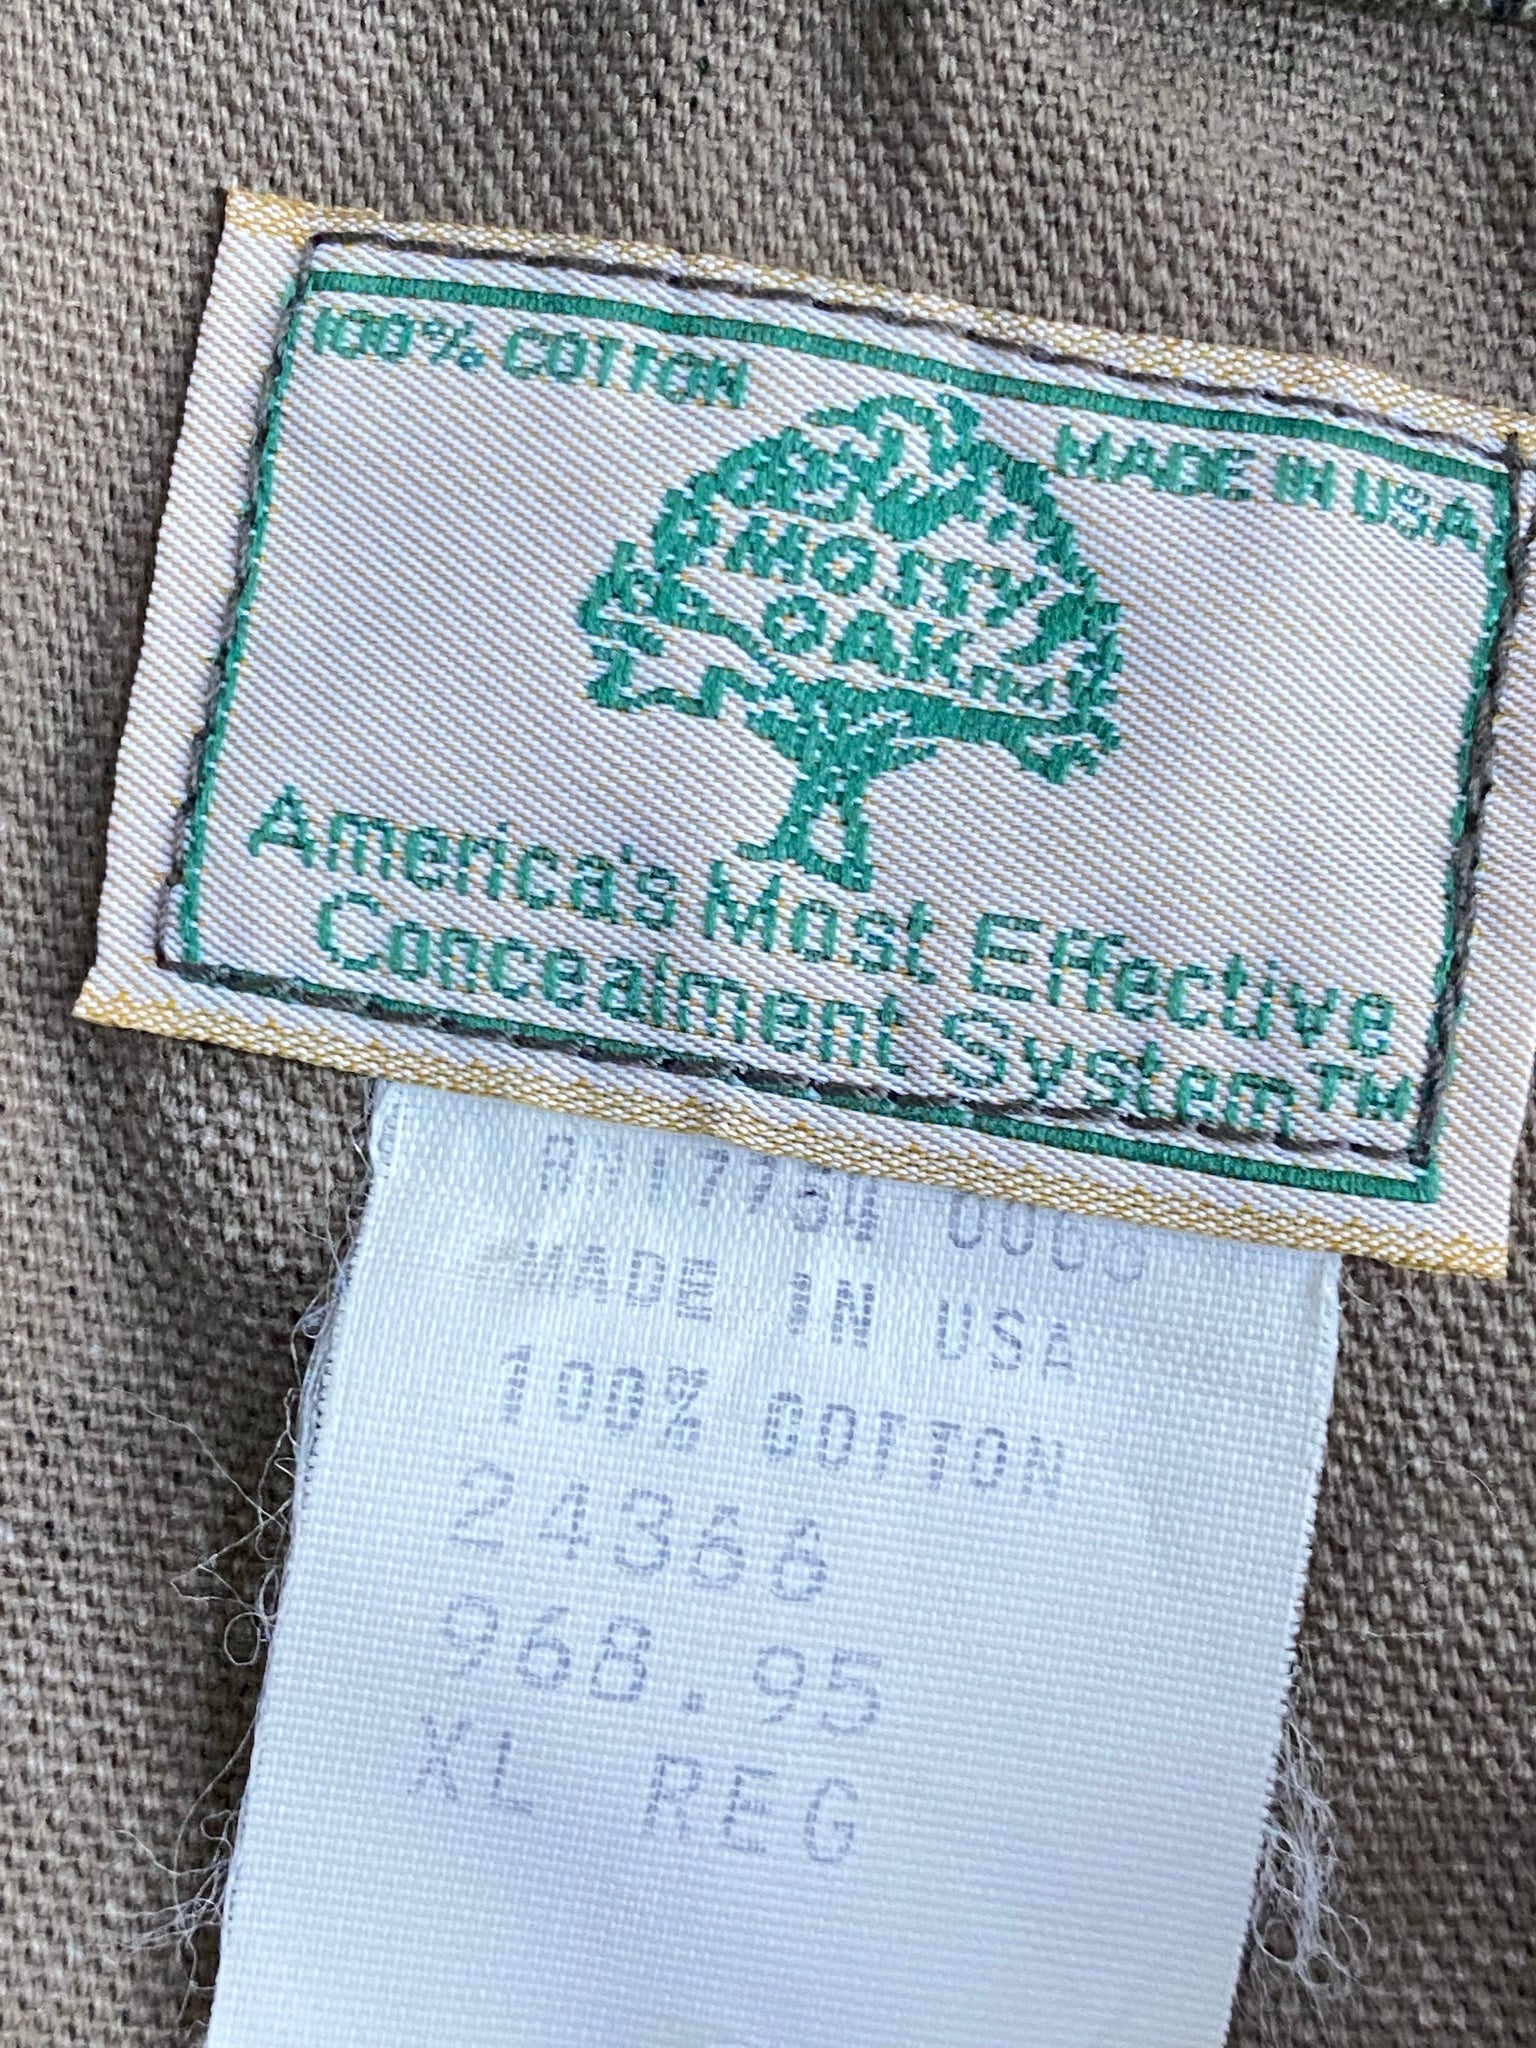 100% COTTON
MADE IN USA
MOSSY
OAK™
America's Most Effective
Concealment System™
MADE IN USA
100% COTTON
24366
968.95
XL REG